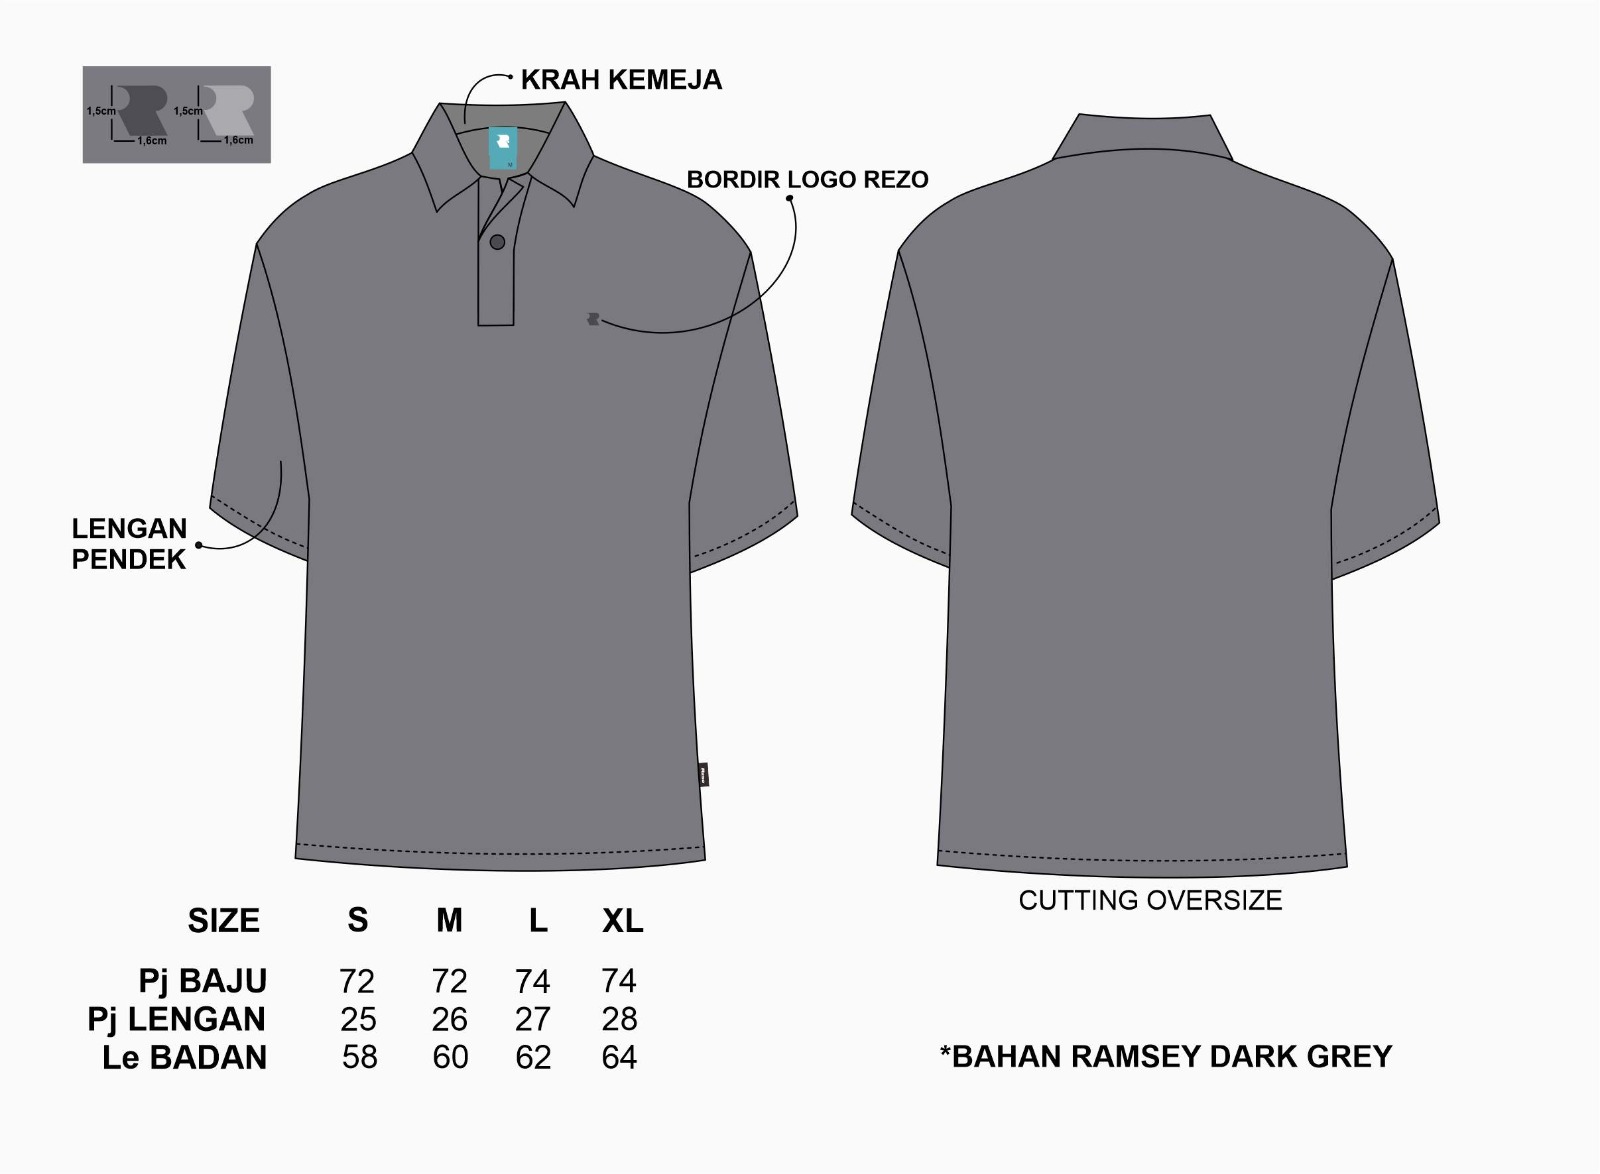 1,5cm
1,6cm
1,5cm
1,6cm
KRAH KEMEJA
M
BORDIR LOGO REZO
LENGAN
PENDEK
CUTTING OVERSIZE
SIZE S M L XL
Pj BAJU 72 72 74 74
Pj LENGAN 25 26 27 28
Le BADAN 58 60 62 64
*BAHAN RAMSEY DARK GREY